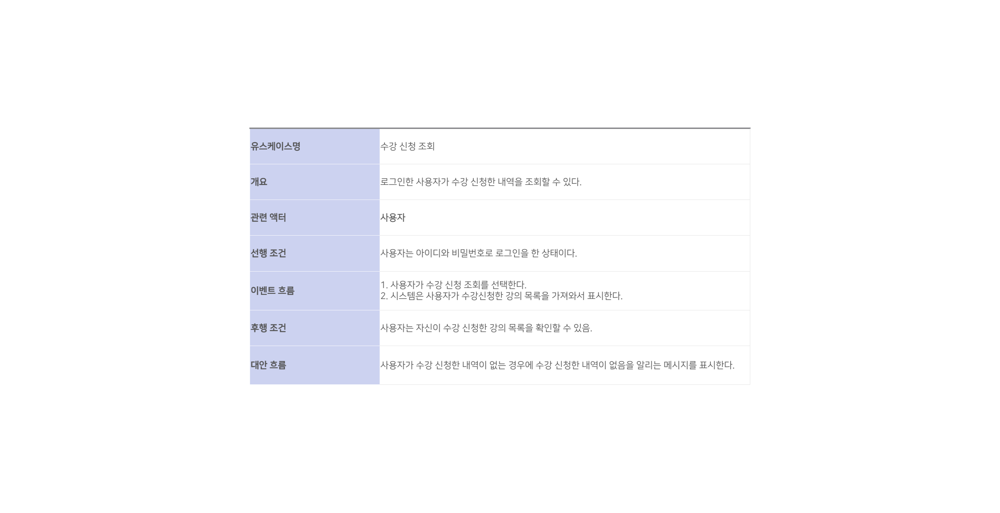 유스케이스명
수강 신청 조회
개요
로그인한 사용자가 수강 신청한 내역을 조회할 수 있다.
관련 액터
사용자
선행 조건
사용자는 아이디와 비밀번호로 로그인을 한 상태이다.
이벤트 흐름
1. 사용자가 수강 신청 조회를 선택한다.
2. 시스템은 사용자가 수강신청한 강의 목록을 가져와서 표시한다.
후행 조건
사용자는 자신이 수강 신청한 강의 목록을 확인할 수 있음.
대안 흐름
사용자가 수강 신청한 내역이 없는 경우에 수강 신청한 내역이 없음을 알리는 메시지를 표시한다.